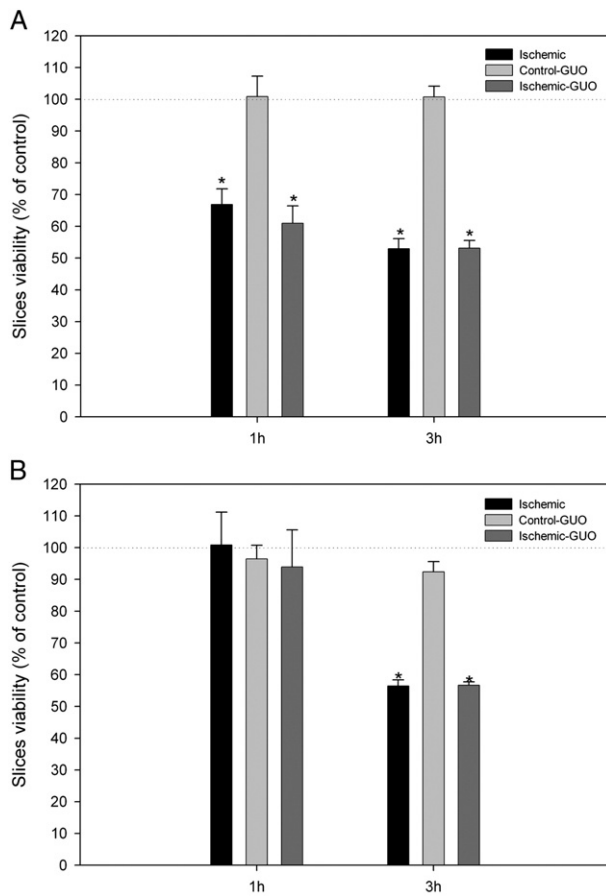 A
Slices viability (% of control)
120
110
100
90
80
70
60
50
40
30
20
10
0
Ischemic
Control-GUO
Ischemic-GUO
*
*
*
*
1h
3h
B
Slices viability (% of control)
120
110
100
90
80
70
60
50
40
30
20
10
0
Ischemic
Control-GUO
Ischemic-GUO
*
*
1h
3h